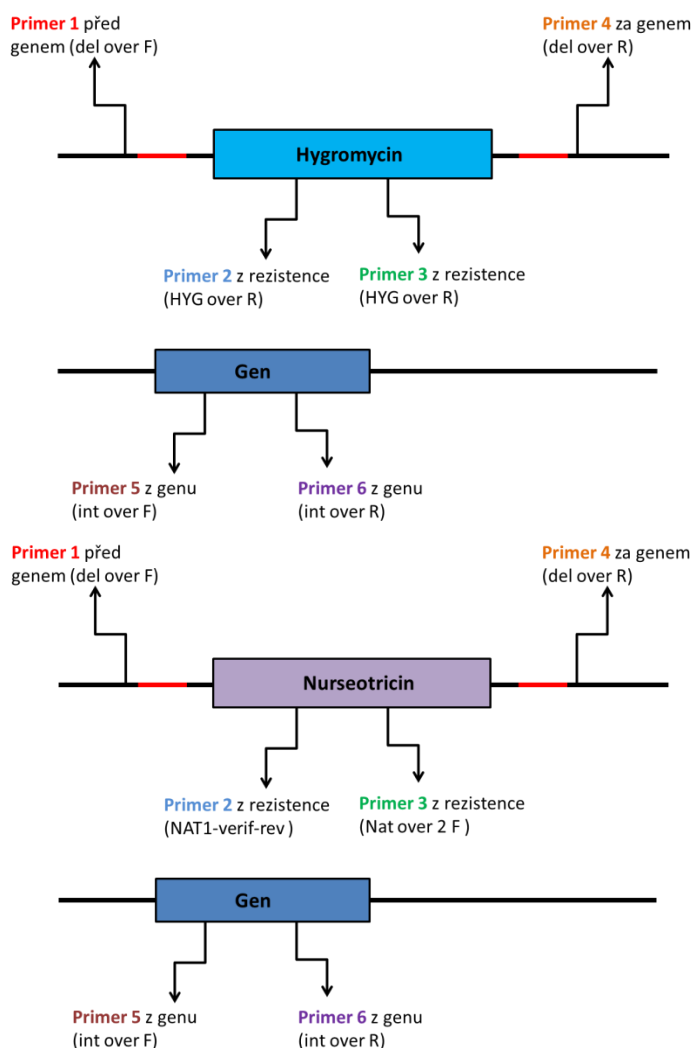 Primer 1 před
genem (del over F)
Primer 4 za genem
(del over R)
Hygromycin
Primer 2 z rezistence
(HYG over R)
Primer 3 z rezistence
(HYG over R)
Gen
Primer 5 z genu
(int over F)
Primer 6 z genu
(int over R)
Primer 1 před
genem (del over F)
Primer 4 za genem
(del over R)
Nurseotricin
Primer 2 z rezistence
(NAT1-verif-rev )
Primer 3 z rezistence
(Nat over 2 F )
Gen
Primer 5 z genu
(int over F)
Primer 6 z genu
(int over R)